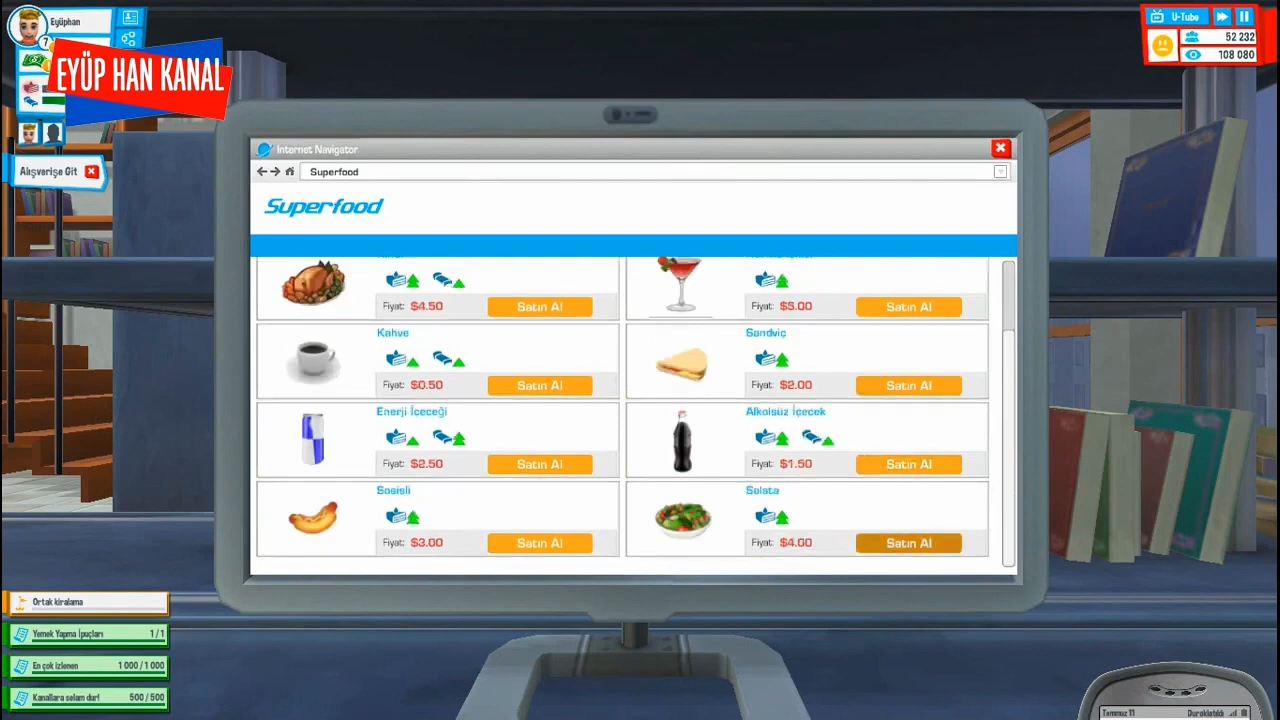 Eyüphan
7
EYÜP HAN KANAL
U-Tube
52 232
108 080
Alışverişe Git
Internet Navigator
Superfood
Superfood
Fiyat: $4.50 Satın Al
Fiyat: $5.00 Satın Al
Kahve
Fiyat: $0.50 Satın Al
Sandviç
Fiyat: $2.00 Satın Al
Enerji İçeceği
Fiyat: $2.50 Satın Al
Alkolsüz İçecek
Fiyat: $1.50 Satın Al
Sosisli
Fiyat: $3.00 Satın Al
Salata
Fiyat: $4.00 Satın Al
Ortak kiralama
Yemek Yapma İpuçları 1 / 1
En çok izlenen 1 000 / 1 000
Kanallara selam dur! 500 / 500
Temmuz 11 Duraklatıldı